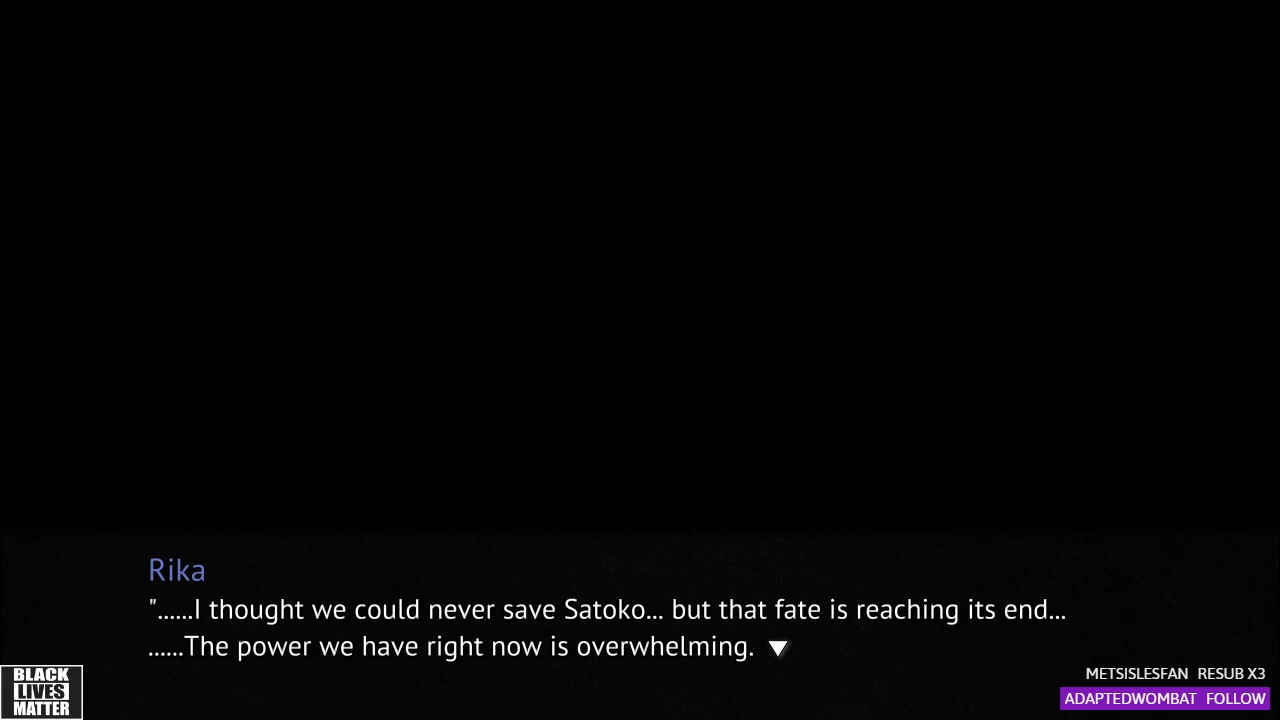 Rika
"......I thought we could never save Satoko... but that fate is reaching its end...
......The power we have right now is overwhelming.
BLACK
LIVES
MATTER
METSISLESFAN RESUB X3
ADAPTEDWOMBAT FOLLOW